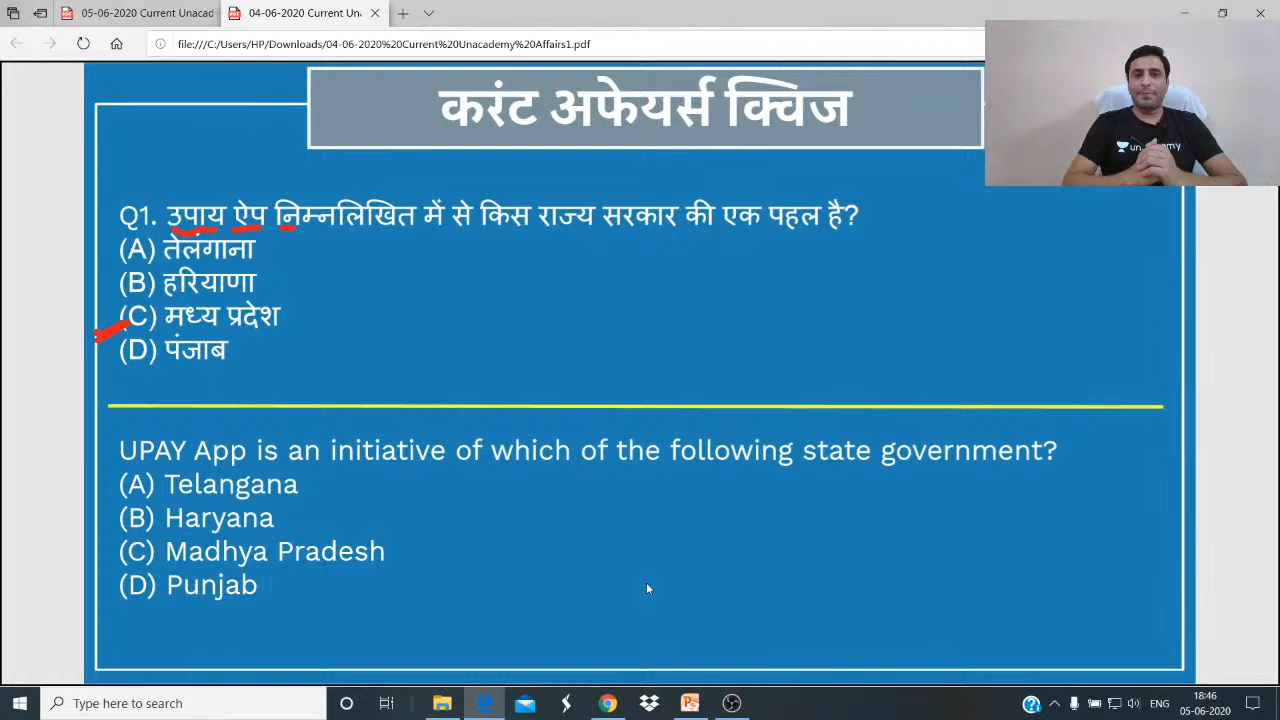 05-06-2020 Current Unacad
04-06-2020 Current Una
file:///C:/Users/HP/Downloads/04-06-2020%20Current%20Unacademy%20Affairs1.pdf
करंट अफेयर्स क्विज
unacademy
Q1. उपाय ऐप निम्नलिखित में से किस राज्य सरकार की एक पहल है?
(A) तेलंगाना
(B) हरियाणा
(C) मध्य प्रदेश
(D) पंजाब
UPAY App is an initiative of which of the following state government?
(A) Telangana
(B) Haryana
(C) Madhya Pradesh
(D) Punjab
Type here to search
ENG
18:46
05-06-2020